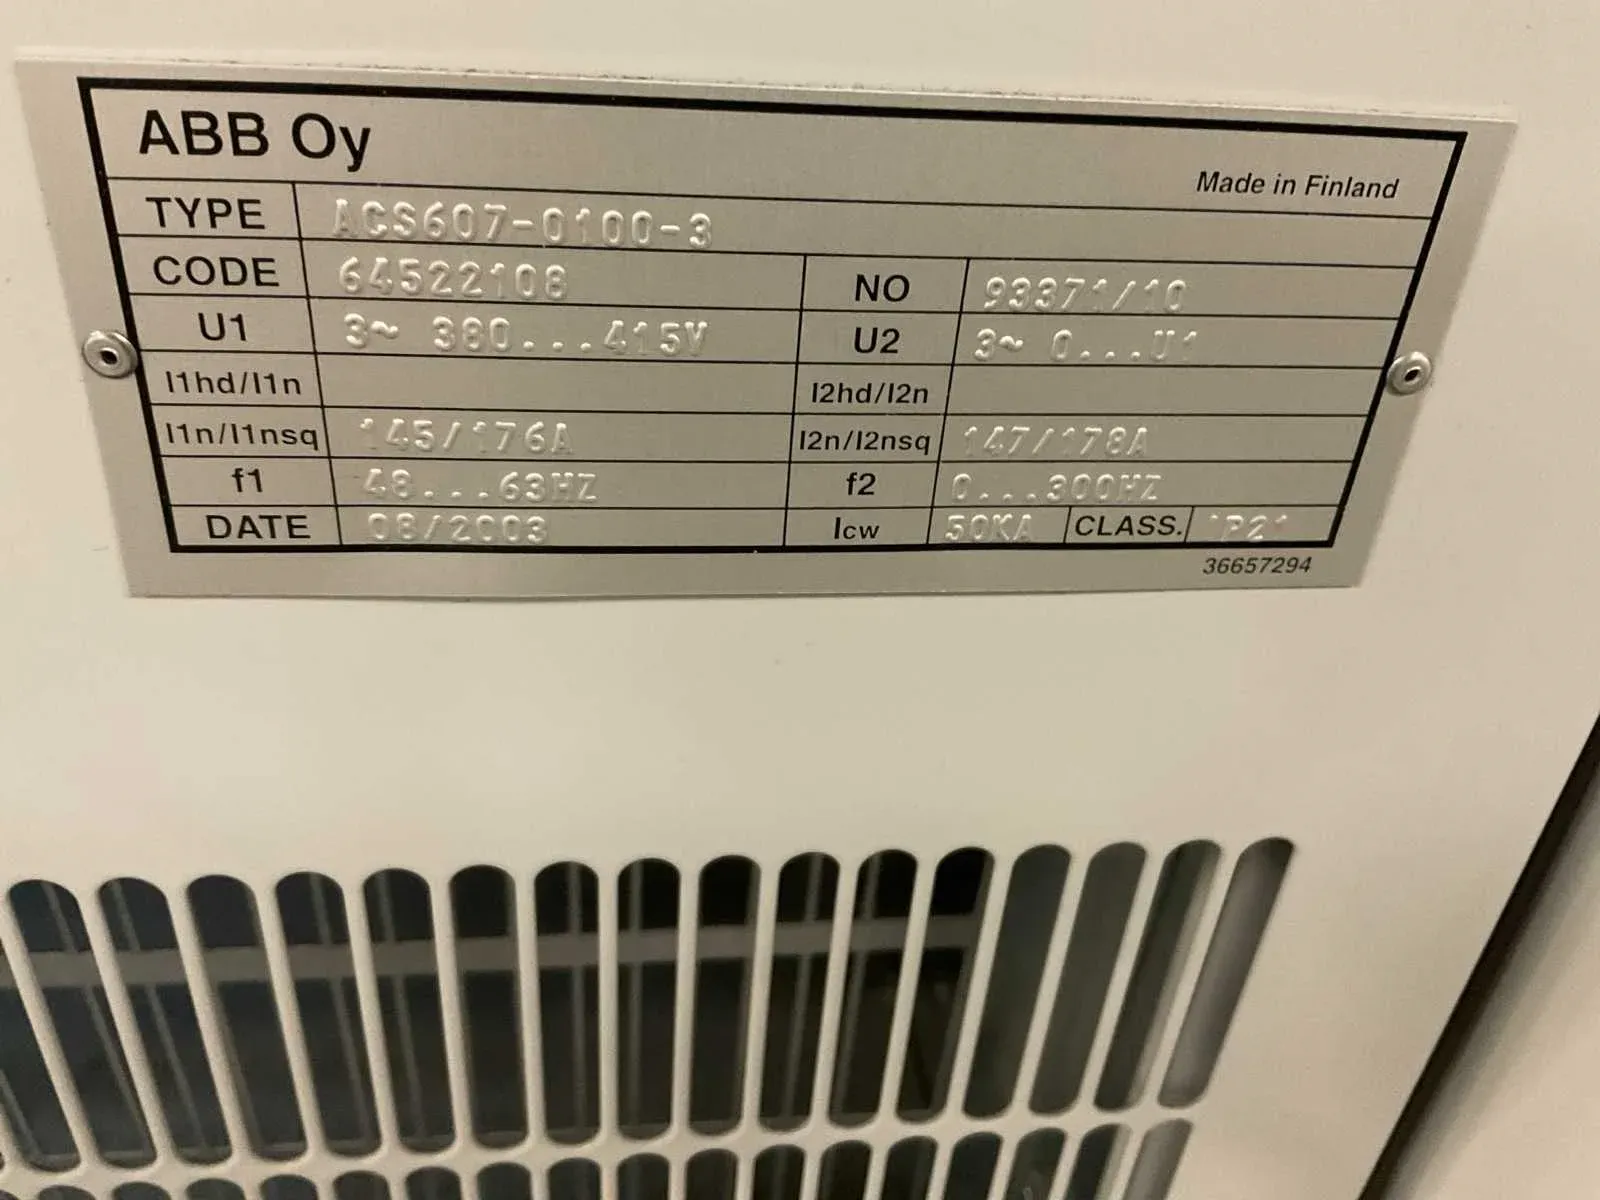 ABB Oy
Made in Finland
TYPE ACS607-0100-3
CODE 64522108 NO 93371/10
U1 3~ 380...415V U2 3~ 0...U1
I1hd/I1n I2hd/I2n
I1n/I1nsq 145/176A I2n/I2nsq 147/178A
f1 48...63HZ f2 0...300HZ
DATE 08/2003 Icw 50KA CLASS. IP21
36657294